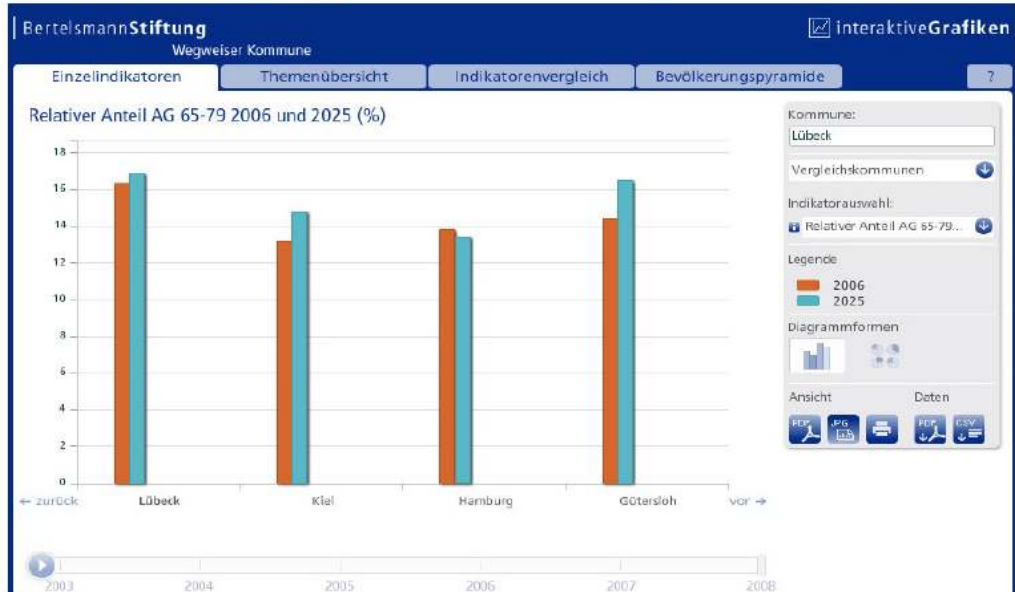 BertelsmannStiftung
Wegweiser Kommune
interaktiveGrafiken
Einzelindikatoren
Themenübersicht
Indikatorenvergleich
Bevölkerungspyramide
?
Relativer Anteil AG 65-79 2006 und 2025 (%)
18
16
14
12
10
8
6
4
2
0
← zurück
Lübeck
Kiel
Hamburg
Gütersloh
vor →
2003
2004
2005
2006
2007
2008
Kommune:
Lübeck
Vergleichskommunen
Indikatorauswahl:
Relativer Anteil AG 65-79...
Legende
2006
2025
Diagrammformen
Ansicht
Daten
PDF
JPG
PDF
CSV